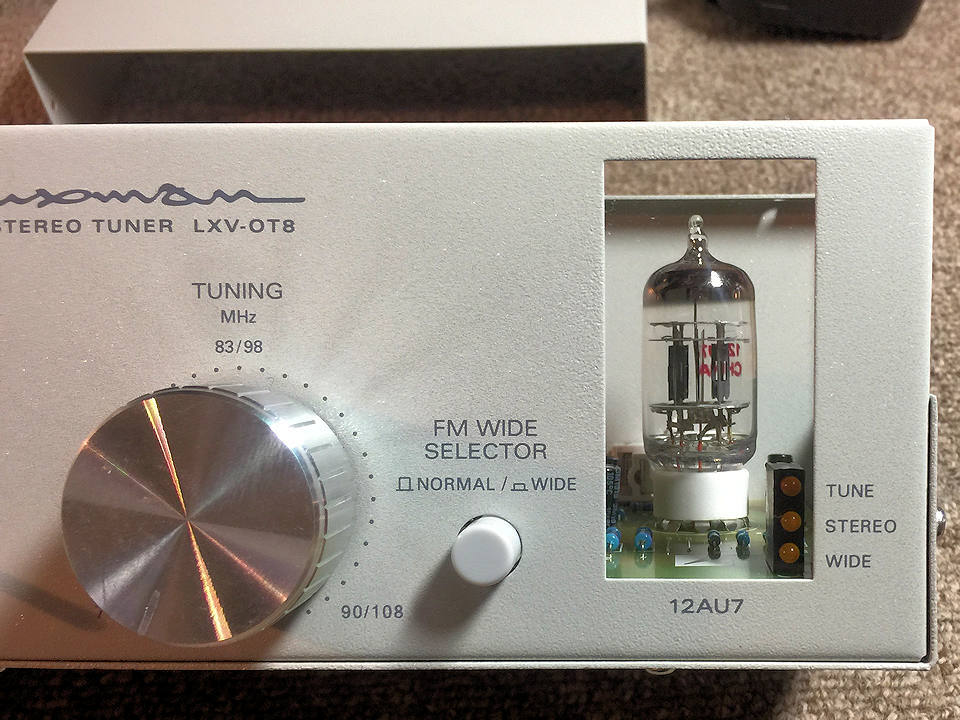 uxman
STEREO TUNER LXV-OT8
TUNING
MHz
83/98
FM WIDE
SELECTOR
NORMAL / WIDE
TUNE
STEREO
WIDE
90/108
12AU7